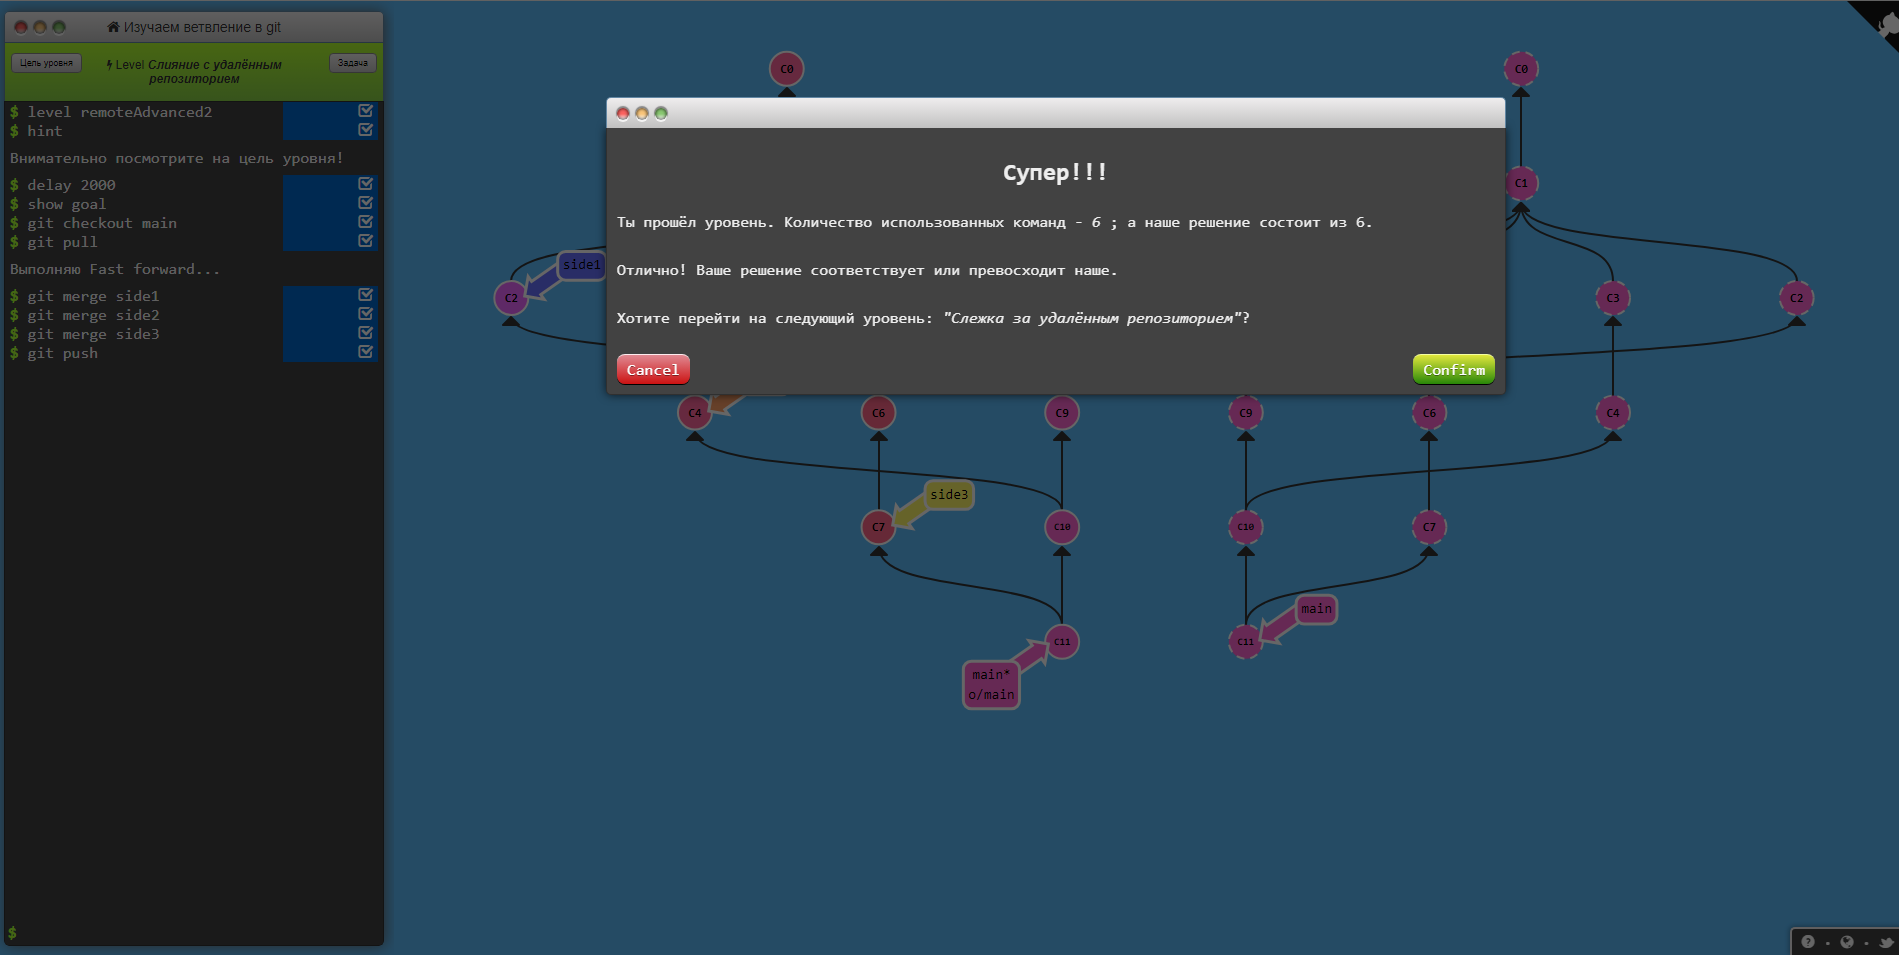 Изучаем ветвление в git
Цель уровня
Level Слияние с удалённым
репозиторием
Задача
$ level remoteAdvanced2
$ hint
Внимательно посмотрите на цель уровня!
$ delay 2000
$ show goal
$ git checkout main
$ git pull
Выполняю Fast forward...
$ git merge side1
$ git merge side2
$ git merge side3
$ git push
$
C0
C0
Супер!!!
Ты прошёл уровень. Количество использованных команд - 6 ; а наше решение состоит из 6.
Отлично! Ваше решение соответствует или превосходит наше.
Хотите перейти на следующий уровень: "Слежка за удалённым репозиторием"?
Cancel
Confirm
C1
side1
C2
C3
C2
C4
C6
C9
C9
C6
C4
side3
C7
C10
C10
C7
main
C11
C11
main*
o/main